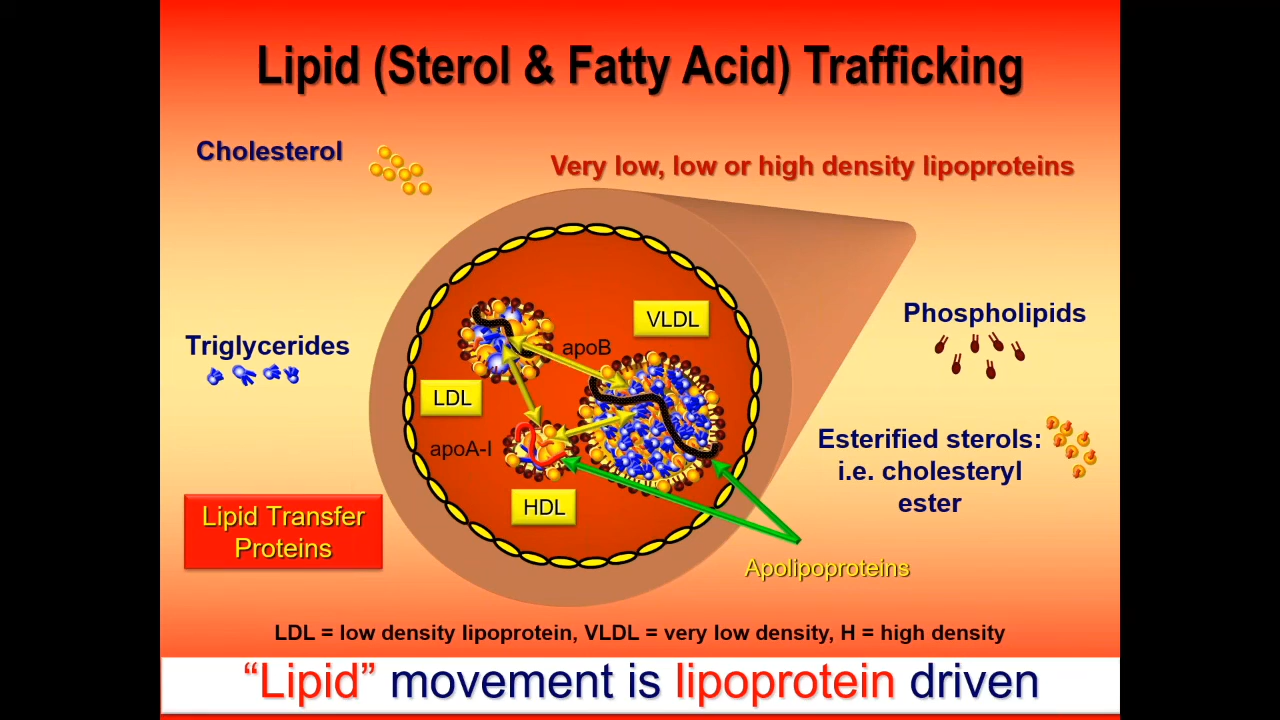 Lipid (Sterol & Fatty Acid) Trafficking
Cholesterol
Very low, low or high density lipoproteins
VLDL
Phospholipids
Triglycerides
apoB
LDL
apoA-I
Esterified sterols:
i.e. cholesteryl
ester
HDL
Lipid Transfer
Proteins
Apolipoproteins
LDL = low density lipoprotein, VLDL = very low density, H = high density
“Lipid” movement is lipoprotein driven